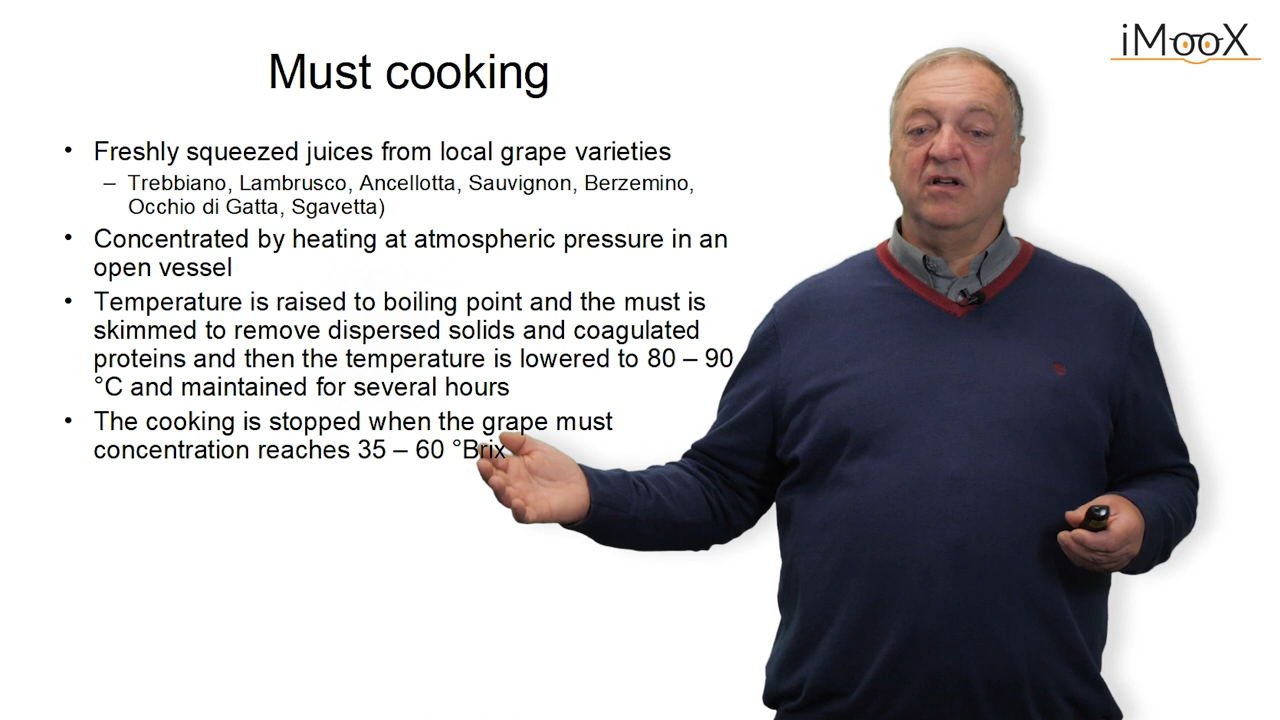 iMooX
Must cooking
• Freshly squeezed juices from local grape varieties
– Trebbiano, Lambrusco, Ancellotta, Sauvignon, Berzemino,
Occhio di Gatta, Sgavetta)
• Concentrated by heating at atmospheric pressure in an
open vessel
• Temperature is raised to boiling point and the must is
skimmed to remove dispersed solids and coagulated
proteins and then the temperature is lowered to 80 – 90
°C and maintained for several hours
• The cooking is stopped when the grape must
concentration reaches 35 – 60 °Brix